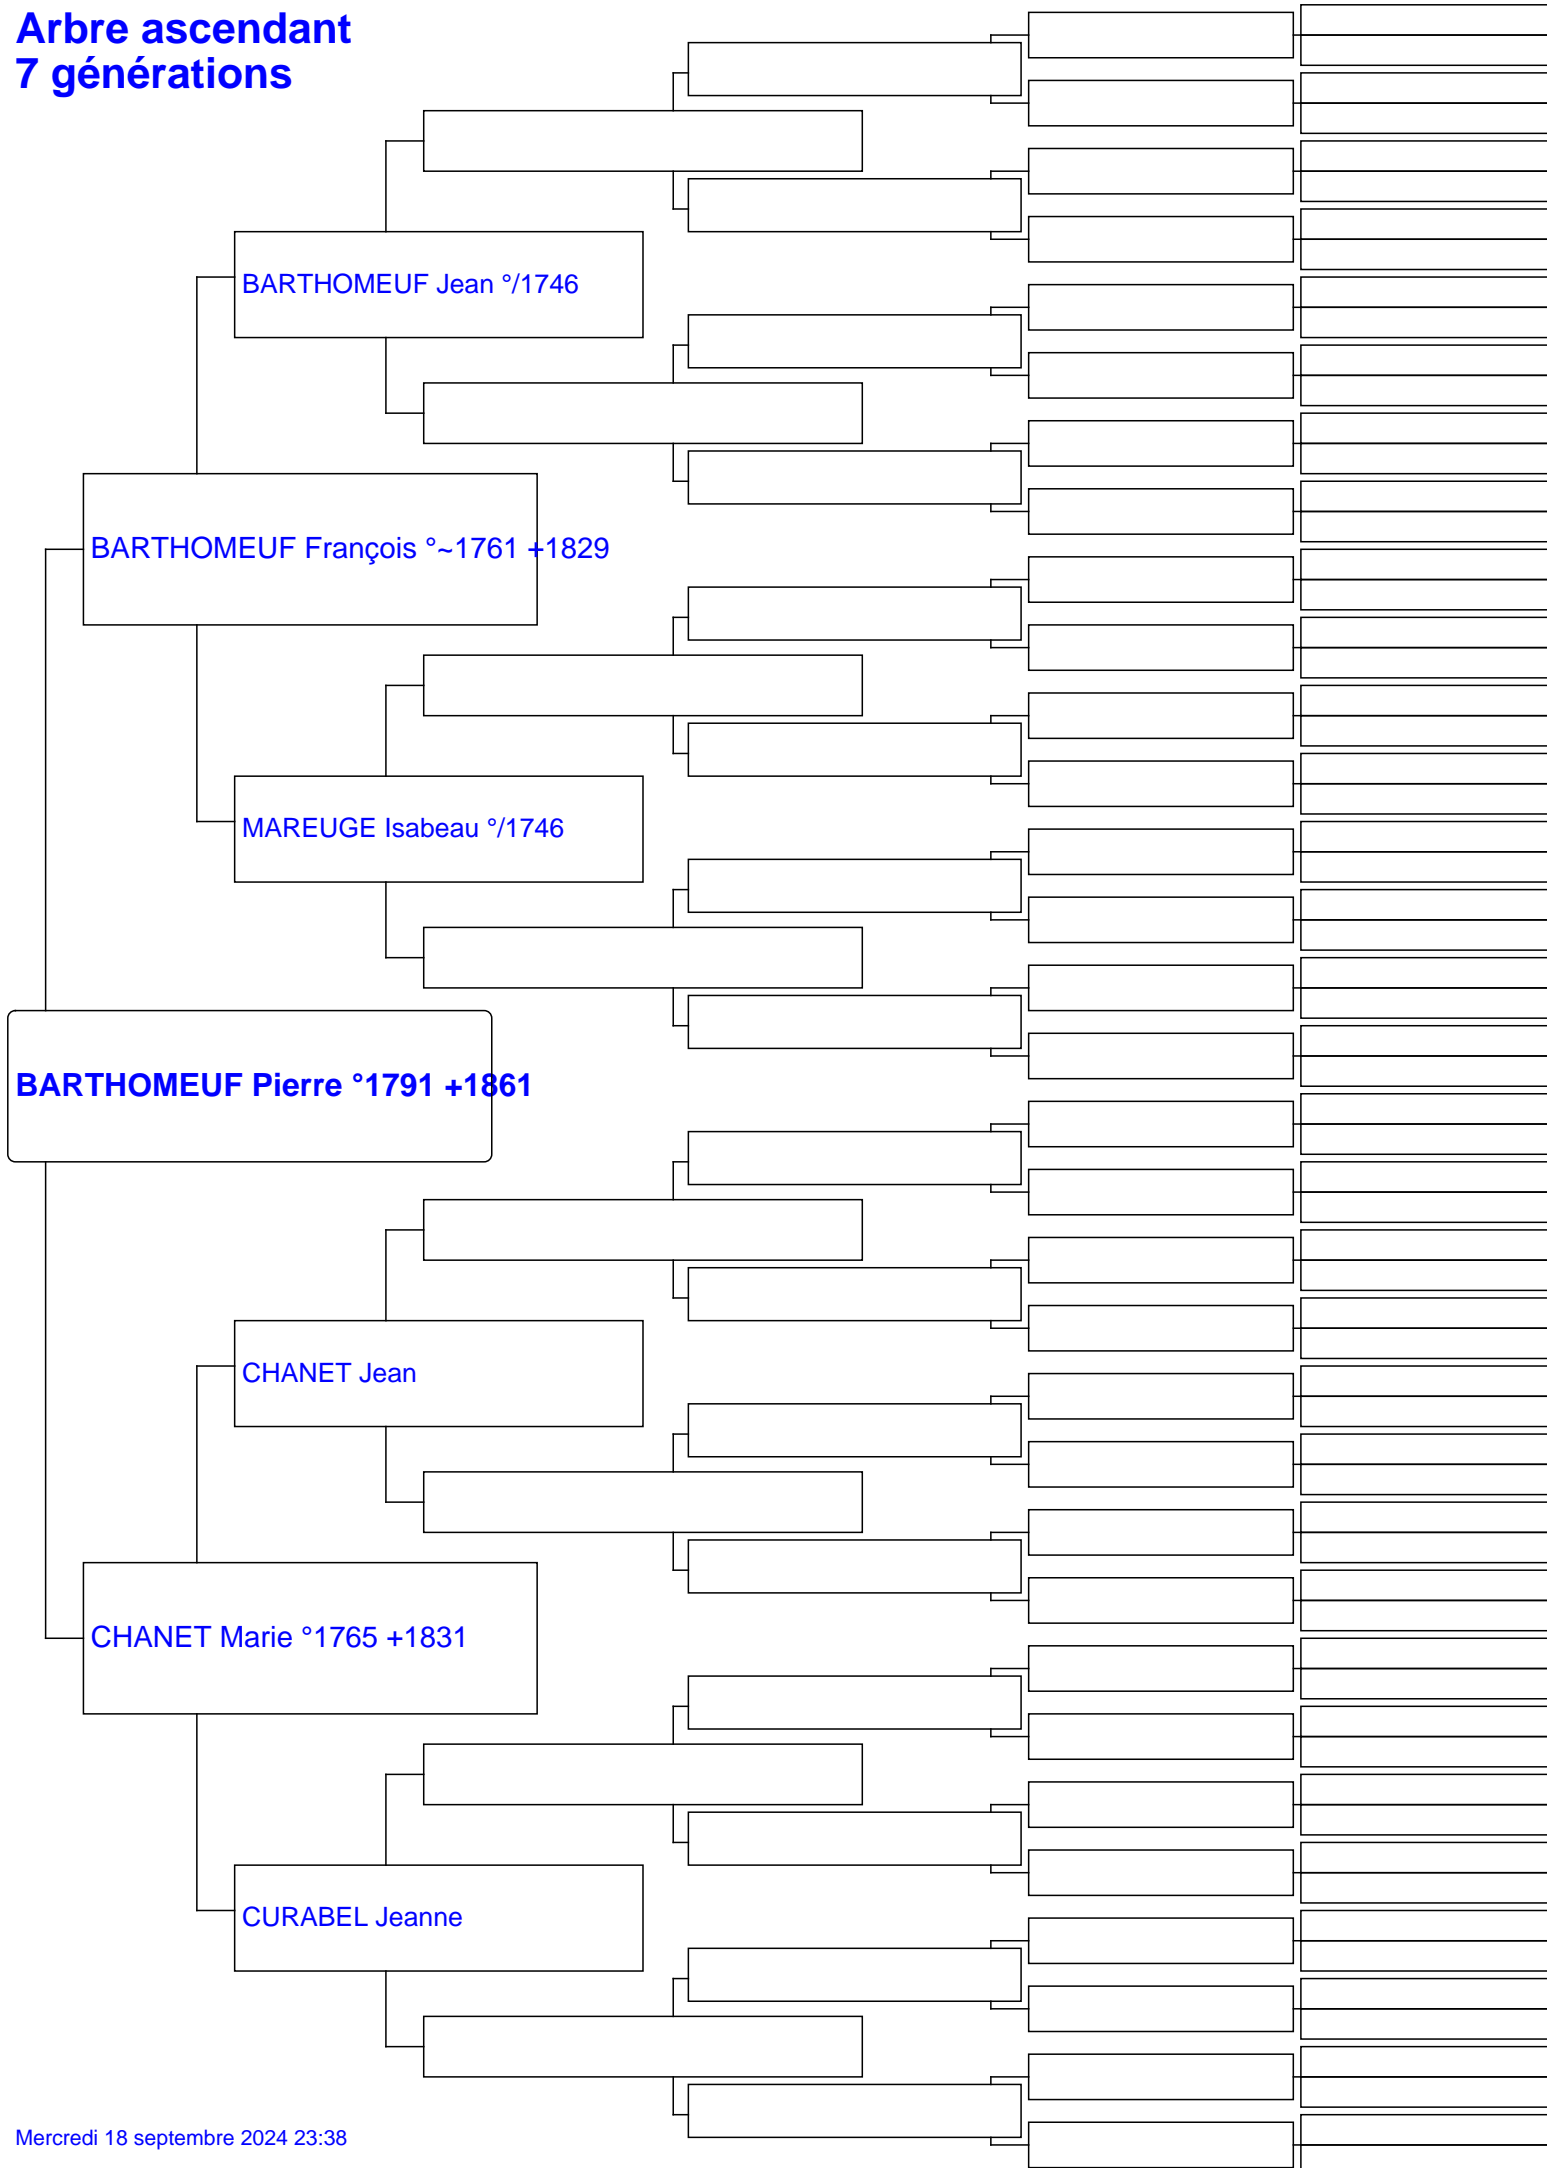 Arbre ascendant
7 générations
BARTHOMEUF Jean °/1746
BARTHOMEUF François °~1761 +1829
MAREUGE Isabeau °/1746
BARTHOMEUF Pierre °1791 +1861
CHANET Jean
CHANET Marie °1765 +1831
CURABEL Jeanne
Mercredi 18 septembre 2024 23:38